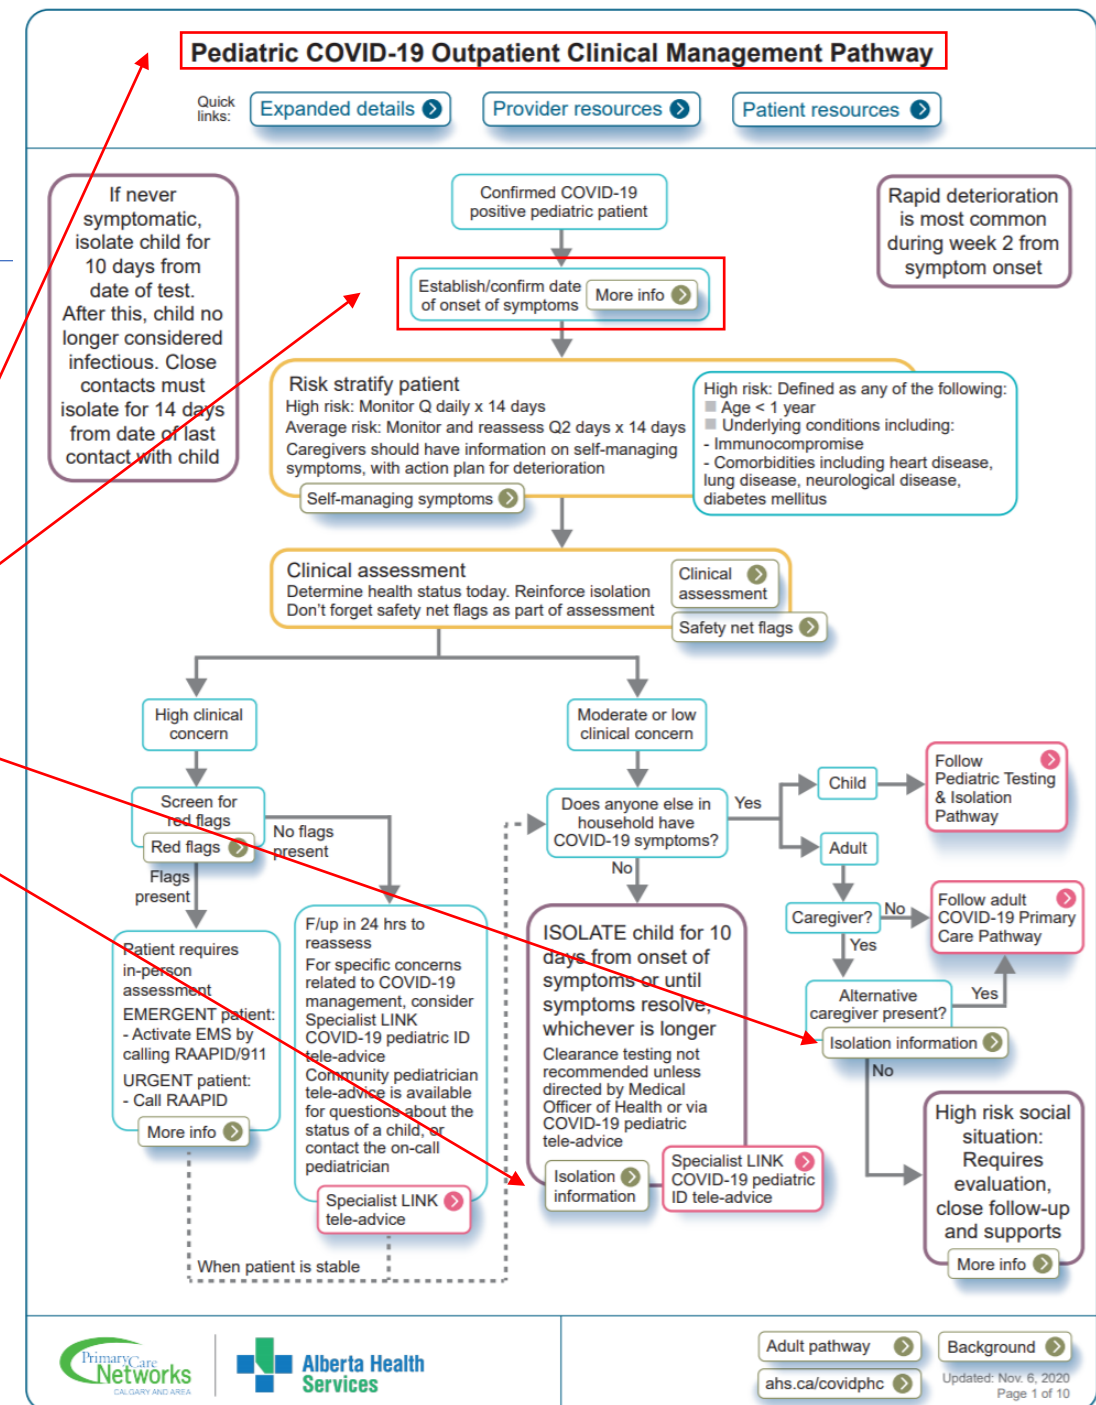 Pediatric COVID-19 Outpatient Clinical Management Pathway
Quick
links:
Expanded details
Provider resources
Patient resources
If never
symptomatic,
isolate child for
10 days from
date of test.
After this, child no
longer considered
infectious. Close
contacts must
isolate for 14 days
from date of last
contact with child
Confirmed COVID-19
positive pediatric patient
Rapid deterioration
is most common
during week 2 from
symptom onset
Establish/confirm date
of onset of symptoms
More info
Risk stratify patient
High risk: Monitor Q daily x 14 days
Average risk: Monitor and reassess Q2 days x 14 days
Caregivers should have information on self-managing
symptoms, with action plan for deterioration
Self-managing symptoms
High risk: Defined as any of the following:
Age < 1 year
Underlying conditions including:
- Immunocompromise
- Comorbidities including heart disease,
lung disease, neurological disease,
diabetes mellitus
Clinical assessment
Determine health status today. Reinforce isolation
Don't forget safety net flags as part of assessment
Clinical
assessment
Safety net flags
High clinical
concern
Moderate or low
clinical concern
Screen for
red flags
Red flags
No flags
present
Flags
present
Does anyone else in
household have
COVID-19 symptoms?
Yes
No
Child
Follow
Pediatric Testing
& Isolation
Pathway
Adult
Caregiver?
No
Yes
Follow adult
COVID-19 Primary
Care Pathway
Alternative
caregiver present?
Yes
Isolation information
No
Patient requires
in-person
assessment
EMERGENT patient:
- Activate EMS by
calling RAAPID/911
URGENT patient:
- Call RAAPID
More info
F/up in 24 hrs to
reassess
For specific concerns
related to COVID-19
management, consider
Specialist LINK
COVID-19 pediatric ID
tele-advice
Community pediatrician
tele-advice is available
for questions about the
status of a child, or
contact the on-call
pediatrician
Specialist LINK
tele-advice
ISOLATE child for 10
days from onset of
symptoms or until
symptoms resolve,
whichever is longer
Clearance testing not
recommended unless
directed by Medical
Officer of Health or via
COVID-19 pediatric
tele-advice
Isolation
information
Specialist LINK
COVID-19 pediatric
ID tele-advice
High risk social
situation:
Requires
evaluation,
close follow-up
and supports
More info
When patient is stable
PrimaryCare
Networks
CALGARY AND AREA
Alberta Health
Services
Adult pathway
Background
ahs.ca/covidphc
Updated: Nov. 6, 2020
Page 1 of 10